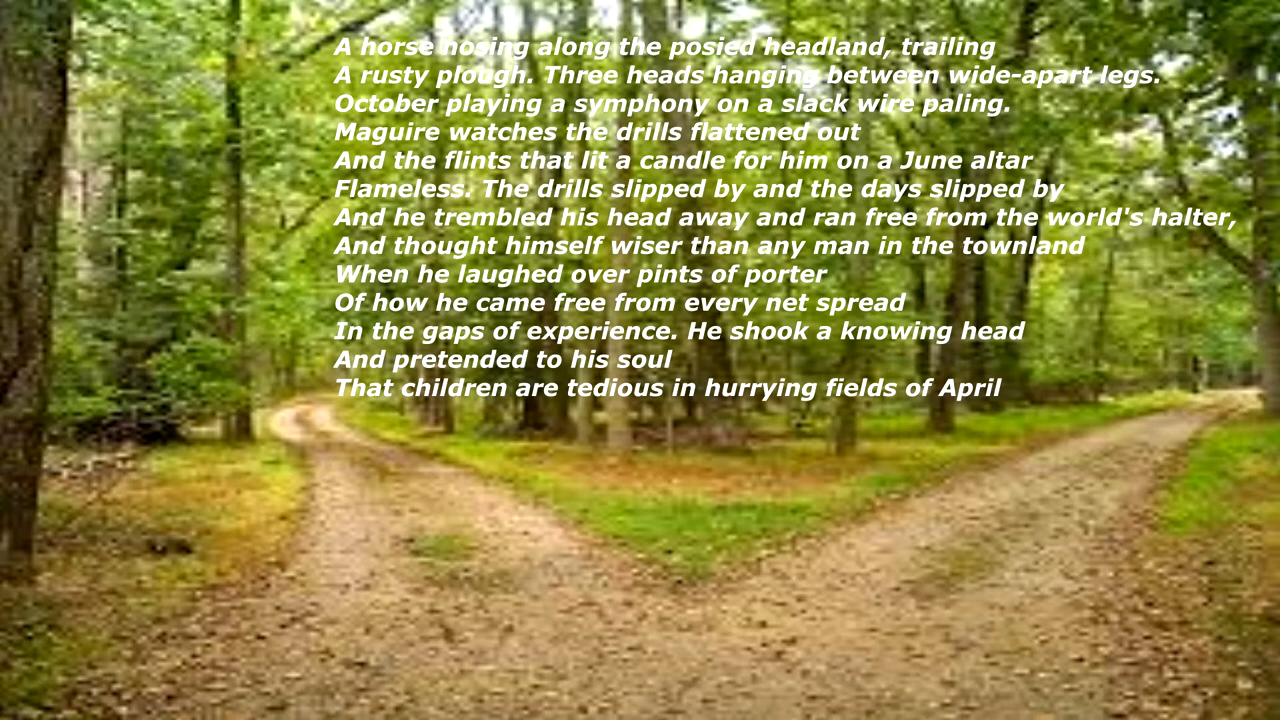 A horse nosing along the posied headland, trailing
A rusty plough. Three heads hanging between wide-apart legs.
October playing a symphony on a slack wire paling.
Maguire watches the drills flattened out
And the flints that lit a candle for him on a June altar
Flameless. The drills slipped by and the days slipped by
And he trembled his head away and ran free from the world's halter,
And thought himself wiser than any man in the townland
When he laughed over pints of porter
Of how he came free from every net spread
In the gaps of experience. He shook a knowing head
And pretended to his soul
That children are tedious in hurrying fields of April